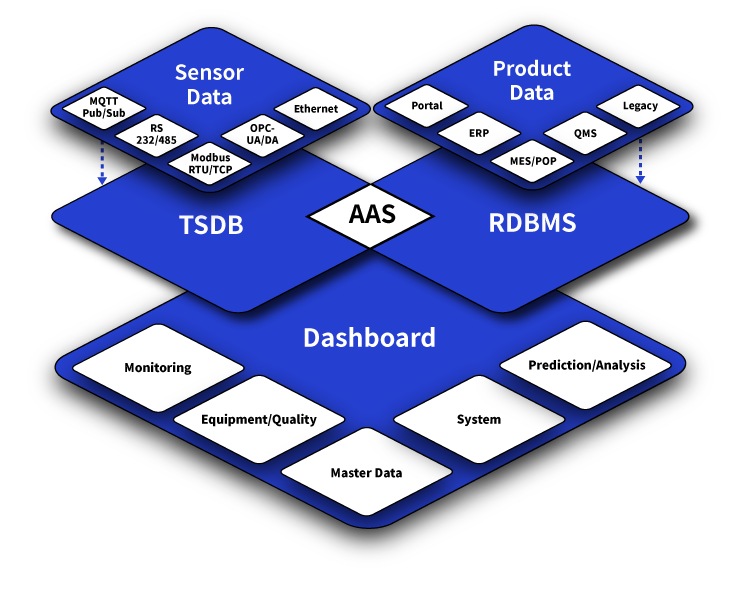 Sensor
Data
MQTT
Pub/Sub
RS
232/485
Modbus
RTU/TCP
OPC-
UA/DA
Ethernet
Product
Data
Portal
ERP
MES/POP
QMS
Legacy
TSDB
AAS
RDBMS
Dashboard
Monitoring
Equipment/Quality
Master Data
System
Prediction/Analysis